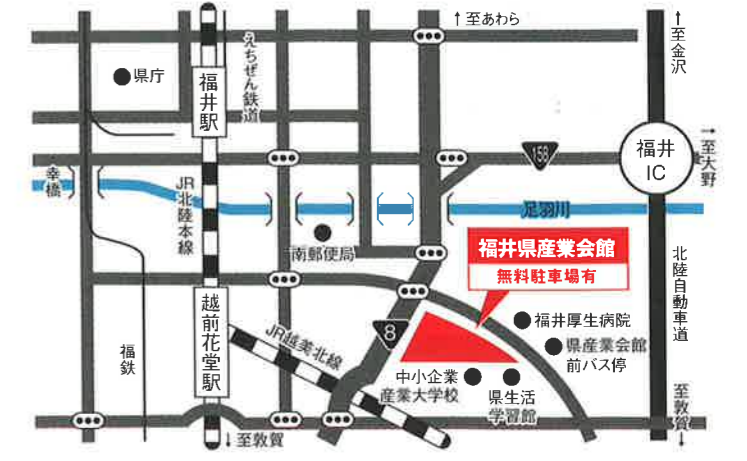 ↑至あわら
↑至金沢
えちぜん鉄道
県庁
福井駅
158
福井
IC
→至大野
幸橋
JR北陸本線
足羽川
南郵便局
福井県産業会館
無料駐車場有
北陸自動車道
越前花堂駅
JR越美北線
8
福井厚生病院
県産業会館
前バス停
福鉄
中小企業
産業大学校
県生活
学習館
↓至敦賀
至敦賀↓